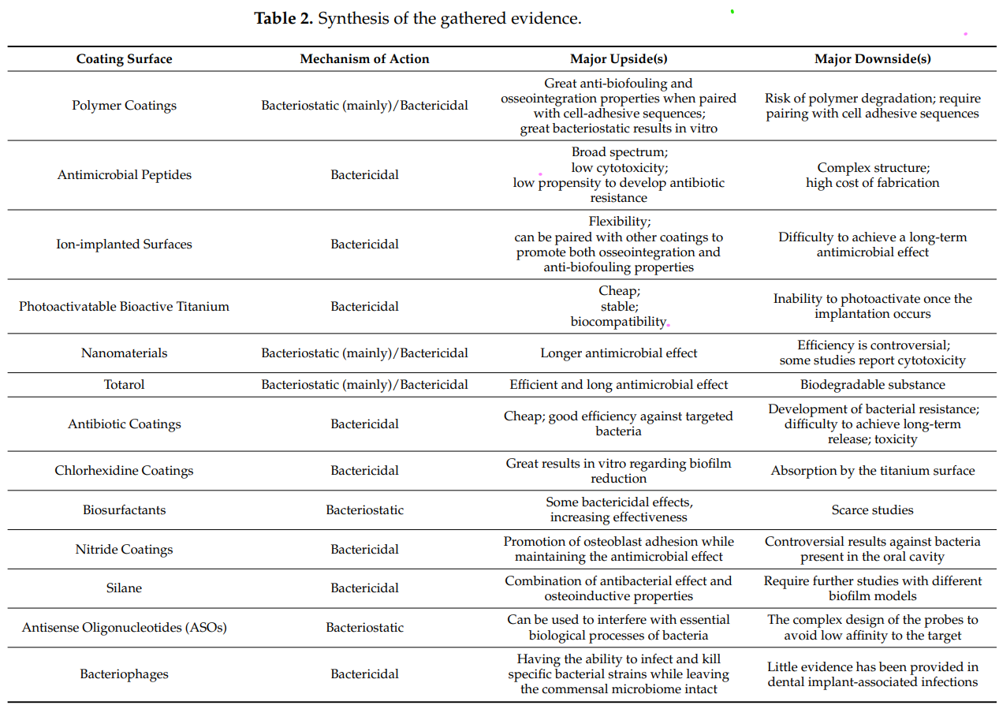 Table 2. Synthesis of the gathered evidence.
Coating Surface Mechanism of Action Major Upside(s) Major Downside(s)
Polymer Coatings Bacteriostatic (mainly)/Bactericidal
Great anti-biofouling and
osseointegration properties when paired
with cell-adhesive sequences;
great bacteriostatic results in vitro
Risk of polymer degradation; require
pairing with cell adhesive sequences
Antimicrobial Peptides Bactericidal
Broad spectrum;
low cytotoxicity;
low propensity to develop antibiotic
resistance
Complex structure;
high cost of fabrication
Ion-implanted Surfaces Bactericidal
Flexibility;
can be paired with other coatings to
promote both osseointegration and
anti-biofouling properties
Difficulty to achieve a long-term
antimicrobial effect
Photoactivatable Bioactive Titanium Bactericidal
Cheap;
stable;
biocompatibility.
Inability to photoactivate once the
implantation occurs
Nanomaterials Bacteriostatic (mainly)/Bactericidal Longer antimicrobial effect
Efficiency is controversial;
some studies report cytotoxicity
Totarol Bacteriostatic (mainly)/Bactericidal Efficient and long antimicrobial effect Biodegradable substance
Antibiotic Coatings Bactericidal
Cheap; good efficiency against targeted
bacteria
Development of bacterial resistance;
difficulty to achieve long-term
release; toxicity
Chlorhexidine Coatings Bactericidal
Great results in vitro regarding biofilm
reduction
Absorption by the titanium surface
Biosurfactants Bacteriostatic
Some bactericidal effects,
increasing effectiveness
Scarce studies
Nitride Coatings Bactericidal
Promotion of osteoblast adhesion while
maintaining the antimicrobial effect
Controversial results against bacteria
present in the oral cavity
Silane Bactericidal
Combination of antibacterial effect and
osteoinductive properties
Require further studies with different
biofilm models
Antisense Oligonucleotides (ASOs) Bacteriostatic
Can be used to interfere with essential
biological processes of bacteria
The complex design of the probes to
avoid low affinity to the target
Bacteriophages Bactericidal
Having the ability to infect and kill
specific bacterial strains while leaving
the commensal microbiome intact
Little evidence has been provided in
dental implant-associated infections